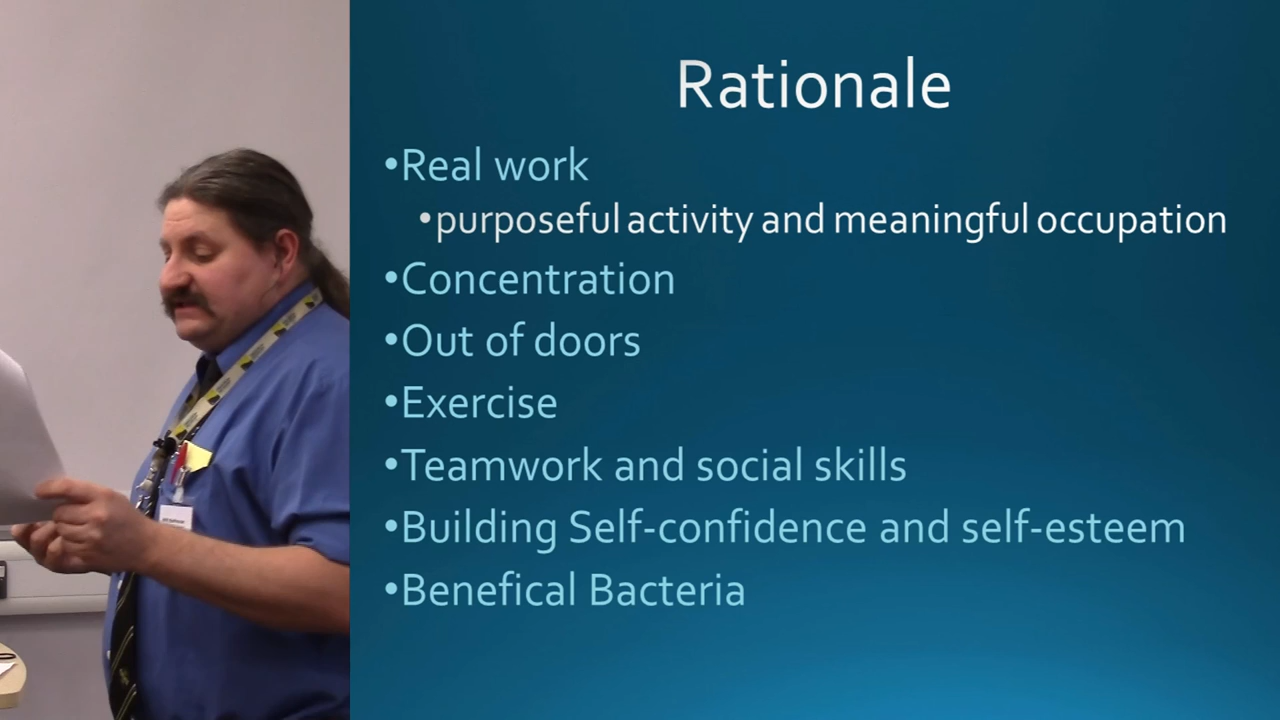 Rationale
•Real work
•purposeful activity and meaningful occupation
•Concentration
•Out of doors
•Exercise
•Teamwork and social skills
•Building Self-confidence and self-esteem
•Benefical Bacteria